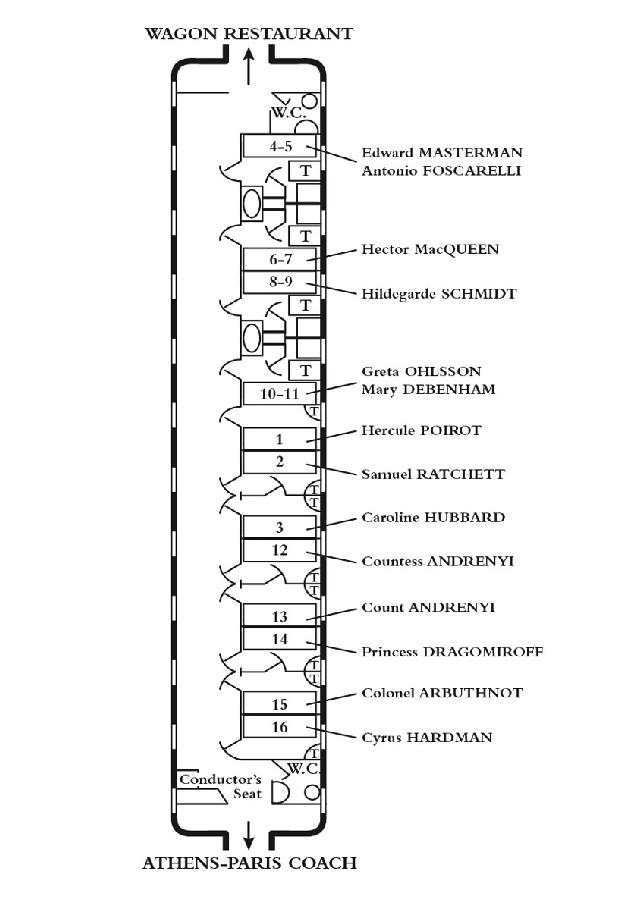 WAGON RESTAURANT
W.C.
4-5
Edward MASTERMAN
Antonio FOSCARELLI
T
T
Hector MacQUEEN
6-7
8-9
Hildegarde SCHMIDT
T
T
Greta OHLSSON
Mary DEBENHAM
10-11
T
Hercule POIROT
1
2
Samuel RATCHETT
T
T
Caroline HUBBARD
3
12
Countess ANDRENYI
T
T
Count ANDRENYI
13
14
Princess DRAGOMIROFF
T
T
Colonel ARBUTHNOT
15
16
Cyrus HARDMAN
T
W.C.
Conductor's
Seat
ATHENS-PARIS COACH